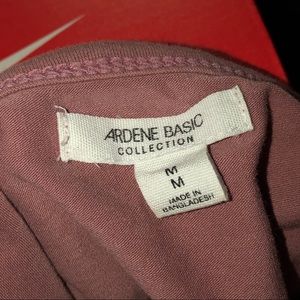 ARDENE BASIC
COLLECTION
M
M
MADE IN
BANGLADESH